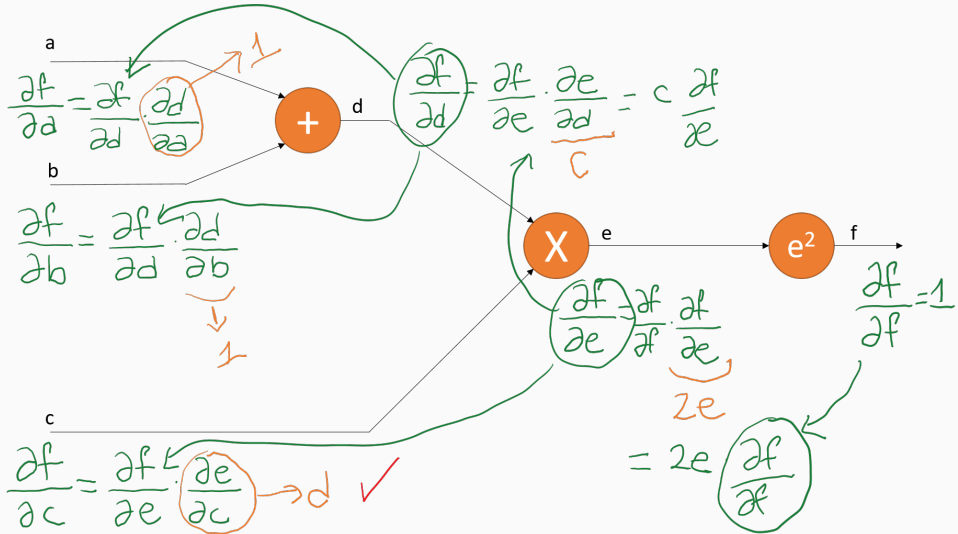 a
∂f/∂a = ∂f/∂d · ∂d/∂a
1
b
∂f/∂b = ∂f/∂d · ∂d/∂b
1
+
d
∂f/∂d = ∂f/∂e · ∂e/∂d = c ∂f/∂e
c
X
e
e²
f
∂f/∂f = 1
∂f/∂e = ∂f/∂f · ∂f/∂e
2e
= 2e ∂f/∂f
c
∂f/∂c = ∂f/∂e · ∂e/∂c → d ✓